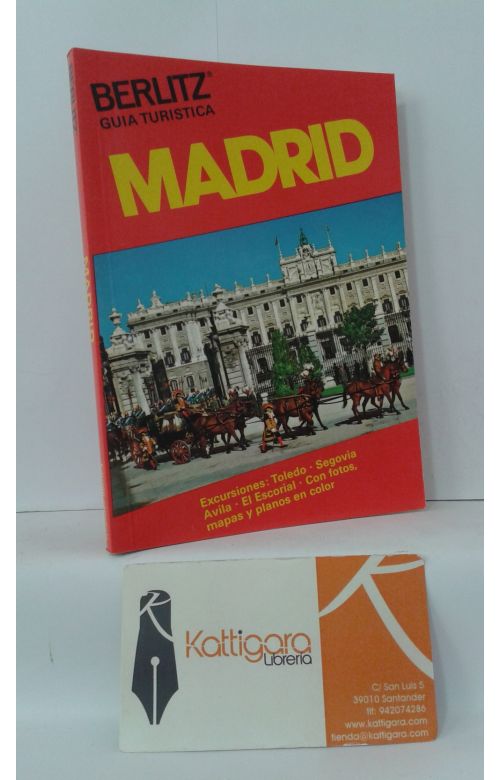 BERLITZ®
GUIA TURISTICA
MADRID
Excursiones: Toledo · Segovia
Avila · El Escorial · Con fotos,
mapas y planos en color
Kattigara
Librería
C/ San Luis 5
39010 Santander
tlf: 942074286
www.kattigara.com
tienda@kattigara.com